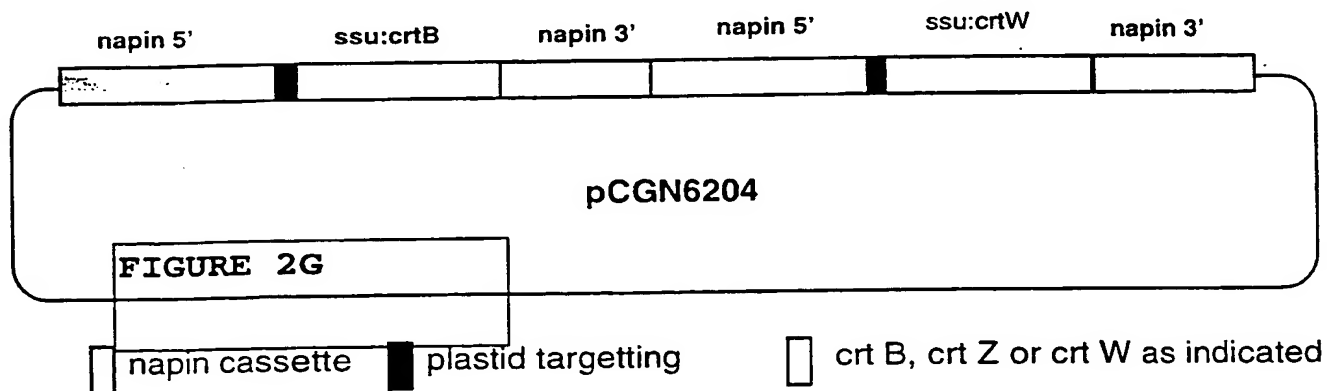 napin 5' ssu:crtB napin 3' napin 5' ssu:crtW napin 3'
pCGN6204
FIGURE 2G
napin cassette plastid targetting crt B, crt Z or crt W as indicated